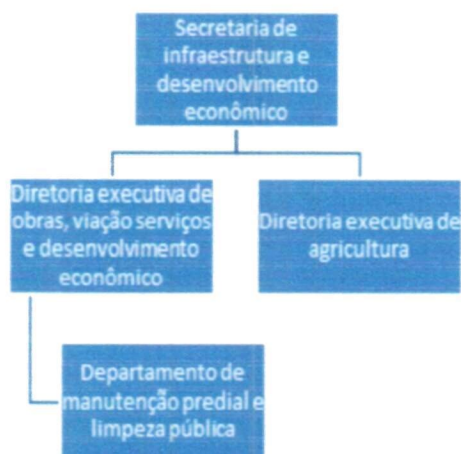 Secretaria de
infraestrutura e
desenvolvimento
econômico
Diretoria executiva de
obras, viação serviços
e desenvolvimento
econômico
Diretoria executiva de
agricultura
Departamento de
manutenção predial e
limpeza pública